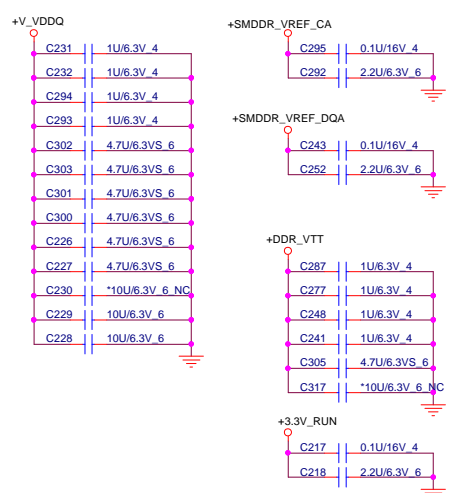 +V_VDDQ
C231 1U/6.3V_4
C232 1U/6.3V_4
C294 1U/6.3V_4
C293 1U/6.3V_4
C302 4.7U/6.3VS_6
C303 4.7U/6.3VS_6
C301 4.7U/6.3VS_6
C300 4.7U/6.3VS_6
C226 4.7U/6.3VS_6
C227 4.7U/6.3VS_6
C230 *10U/6.3V_6_NC
C229 10U/6.3V_6
C228 10U/6.3V_6
+SMDDR_VREF_CA
C295 0.1U/16V_4
C292 2.2U/6.3V_6
+SMDDR_VREF_DQA
C243 0.1U/16V_4
C252 2.2U/6.3V_6
+DDR_VTT
C287 1U/6.3V_4
C277 1U/6.3V_4
C248 1U/6.3V_4
C241 1U/6.3V_4
C305 4.7U/6.3VS_6
C317 *10U/6.3V_6_NC
+3.3V_RUN
C217 0.1U/16V_4
C218 2.2U/6.3V_6